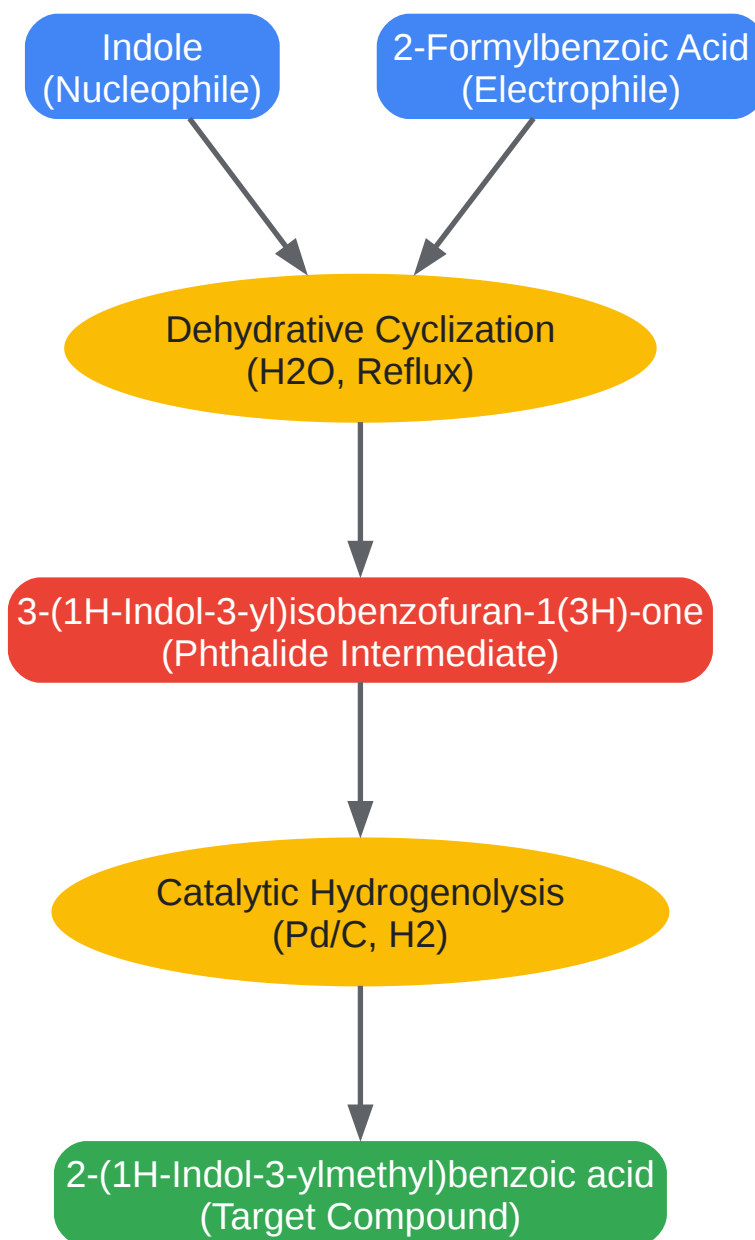 Indole
(Nucleophile)
2-Formylbenzoic Acid
(Electrophile)
Dehydrative Cyclization
(H2O, Reflux)
3-(1H-Indol-3-yl)isobenzofuran-1(3H)-one
(Phthalide Intermediate)
Catalytic Hydrogenolysis
(Pd/C, H2)
2-(1H-Indol-3-ylmethyl)benzoic acid
(Target Compound)